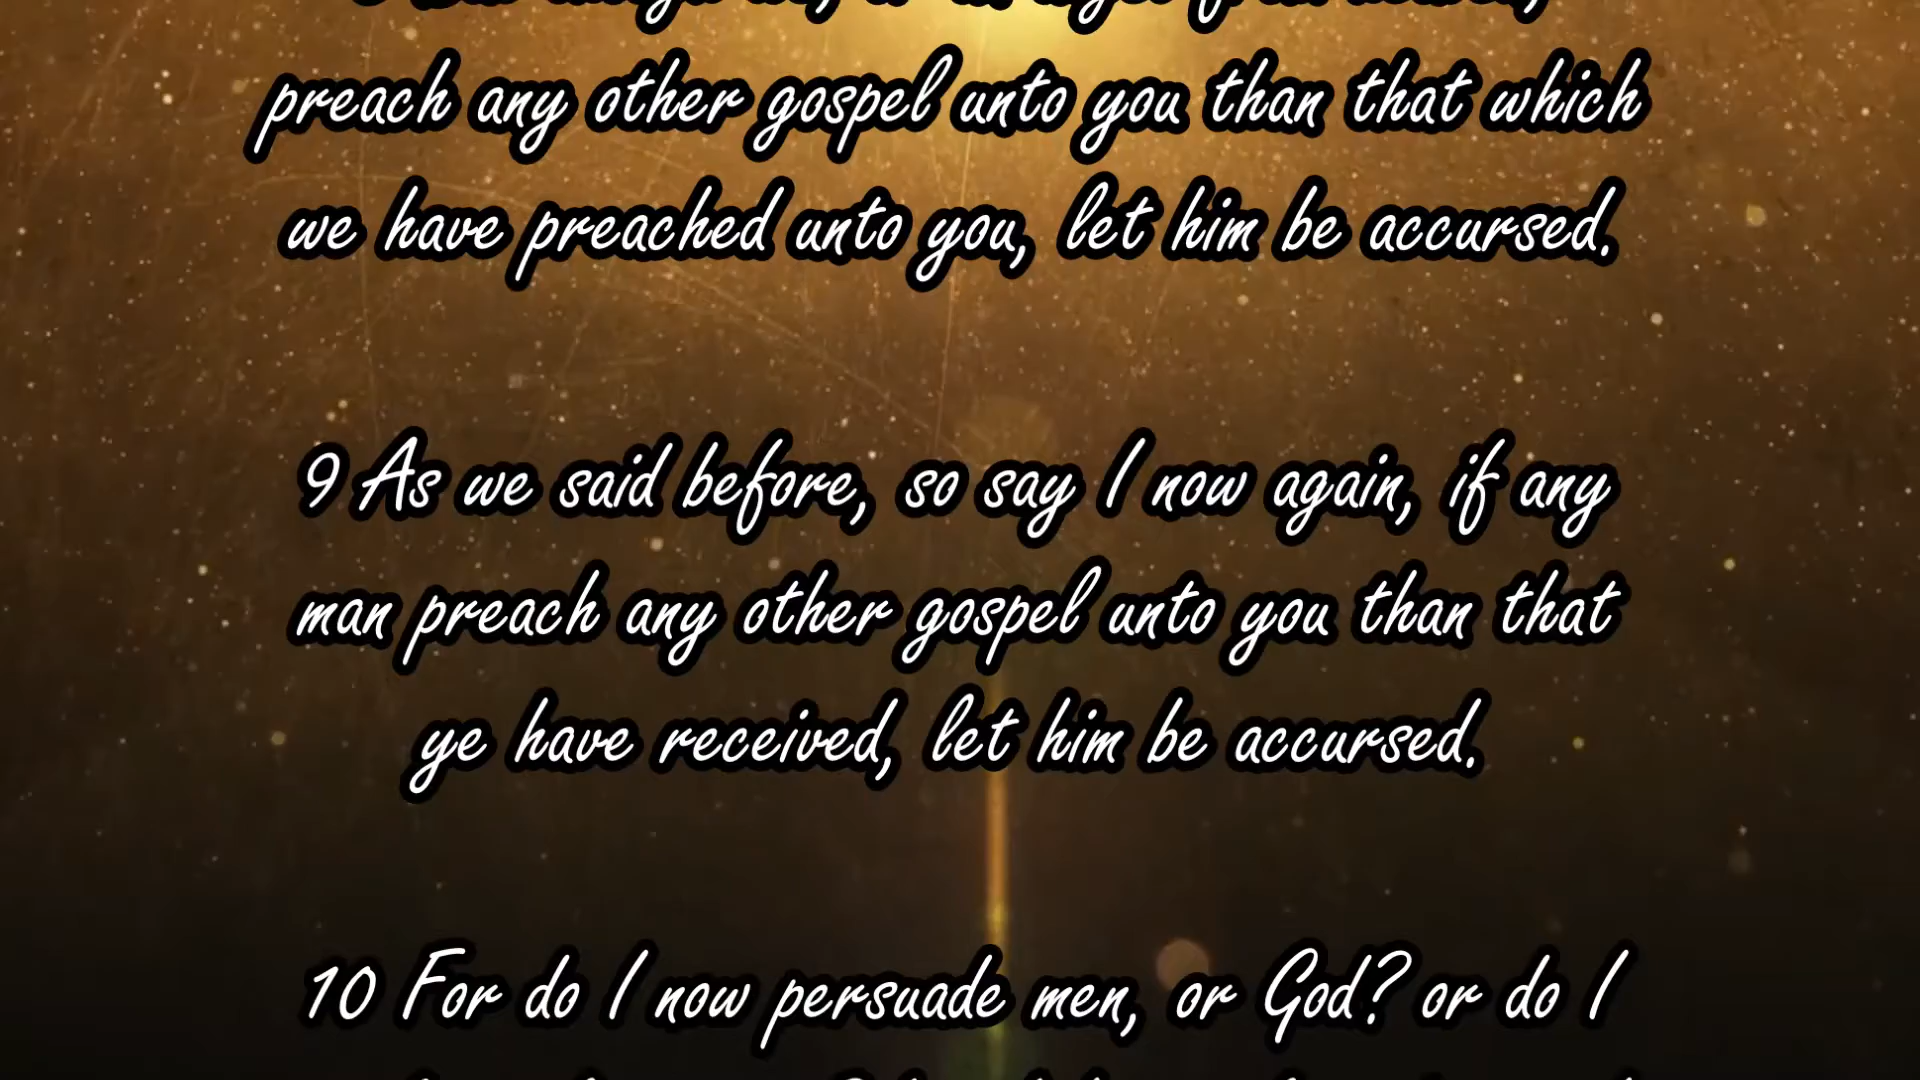 preach any other gospel unto you than that which
we have preached unto you, let him be accursed.
9 As we said before, so say I now again, if any
man preach any other gospel unto you than that
ye have received, let him be accursed.
10 For do I now persuade men, or God? or do I